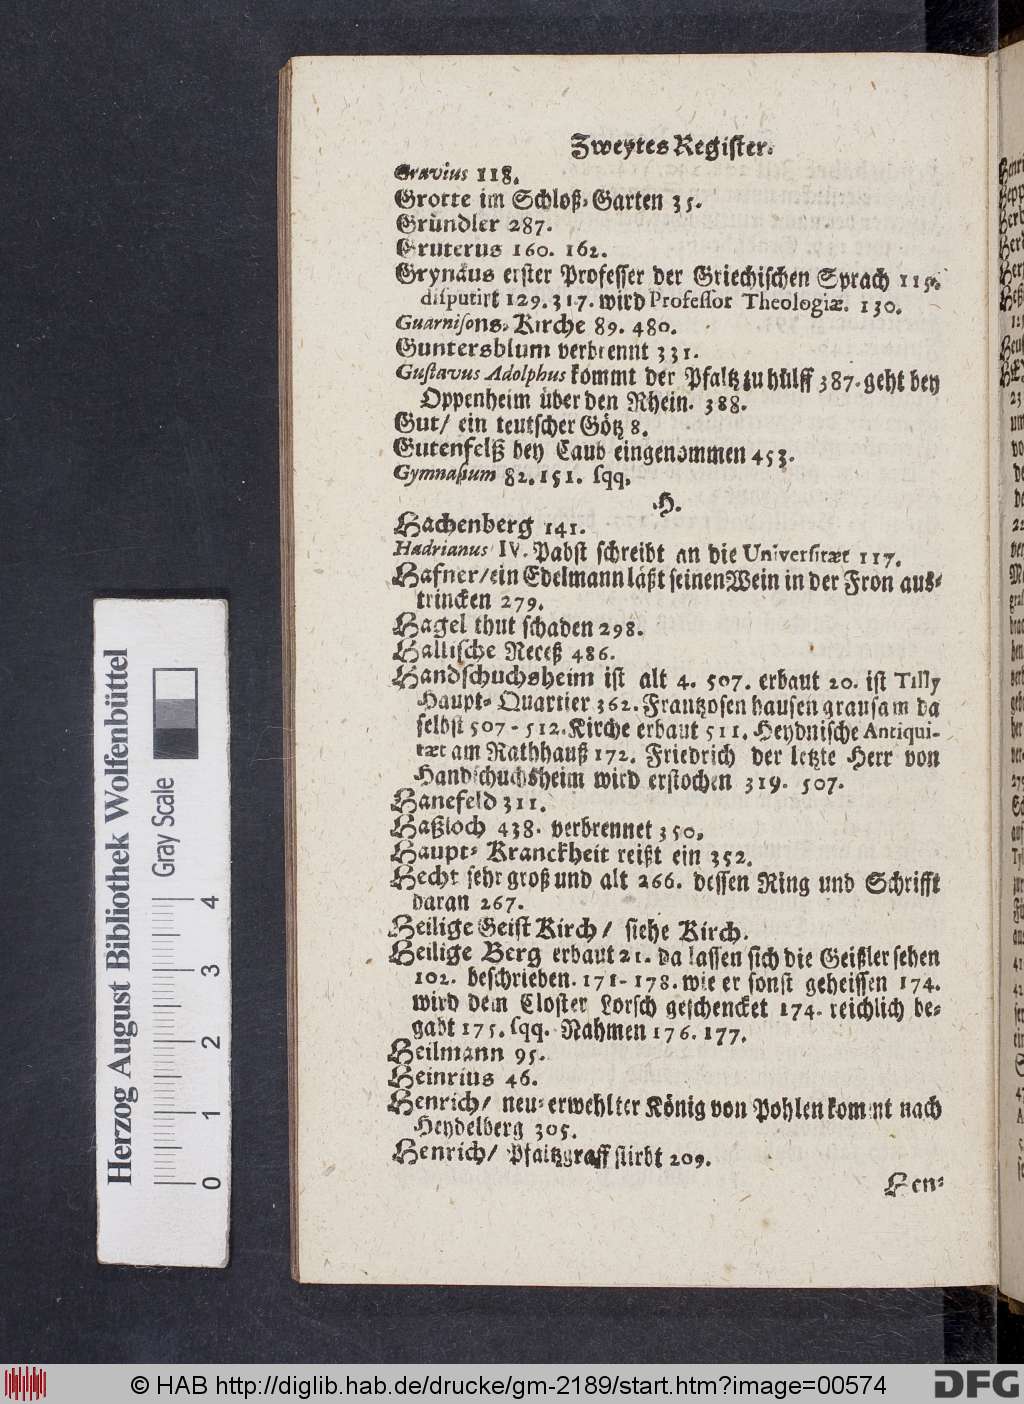 Zweytes Register.
Gravius 118.
Grotte im Schloß-Garten 35.
Gründler 287.
Gruterus 160. 162.
Grynäus erster Professer der Griechischen Sprach 115.
disputirt 129. 317. wird Professor Theologiæ. 130.
Guarnisons-Kirche 89. 480.
Guntersblum verbrennt 331.
Gustavus Adolphus kommt der Pfaltz zu hülff 387. geht bey
Oppenheim über den Rhein. 388.
Gut/ ein teutscher Götz 8.
Gutenfelß bey Caub eingenommen 453.
Gymnasium 82. 151. sqq.
H.
Hachenberg 141.
Hadrianus IV. Pabst schreibt an die Universitæt 117.
Hafner/ ein Edelmann läßt seinen Wein in der Fron aus-
trincken 279.
Hagel thut schaden 298.
Hallische Receß 486.
Handschuchsheim ist alt 4. 507. erbaut 20. ist Tilly
Haupt-Quartier 362. Frantzosen hausen grausam da
selbst 507-512. Kirche erbaut 511. Heydnische Antiqui-
tæt am Rathhauß 172. Friedrich der letzte Herr von
Handschuchsheim wird erstochen 319. 507.
Hanefeld 311.
Haßloch 438. verbrennet 350.
Haupt-Kranckheit reißt ein 352.
Hecht sehr groß und alt 266. dessen Ring und Schrifft
daran 267.
Heilige Geist Kirch/ siehe Kirch.
Heilige Berg erbaut 21. da lassen sich die Geißler sehen
102. beschrieben. 171-178. wie er sonst geheissen 174.
wird dem Closter Lorsch geschencket 174. reichlich be-
gabt 175. sqq. Nahmen 176. 177.
Heilmann 95.
Heinrius 46.
Henrich/ neu-erwehlter König von Pohlen kommt nach
Heydelberg 305.
Henrich/ Pfaltzgraff stirbt 209.
Hen-
Herzog August Bibliothek Wolfenbüttel
Gray Scale
0 1 2 3 4
© HAB http://diglib.hab.de/drucke/gm-2189/start.htm?image=00574
DFG